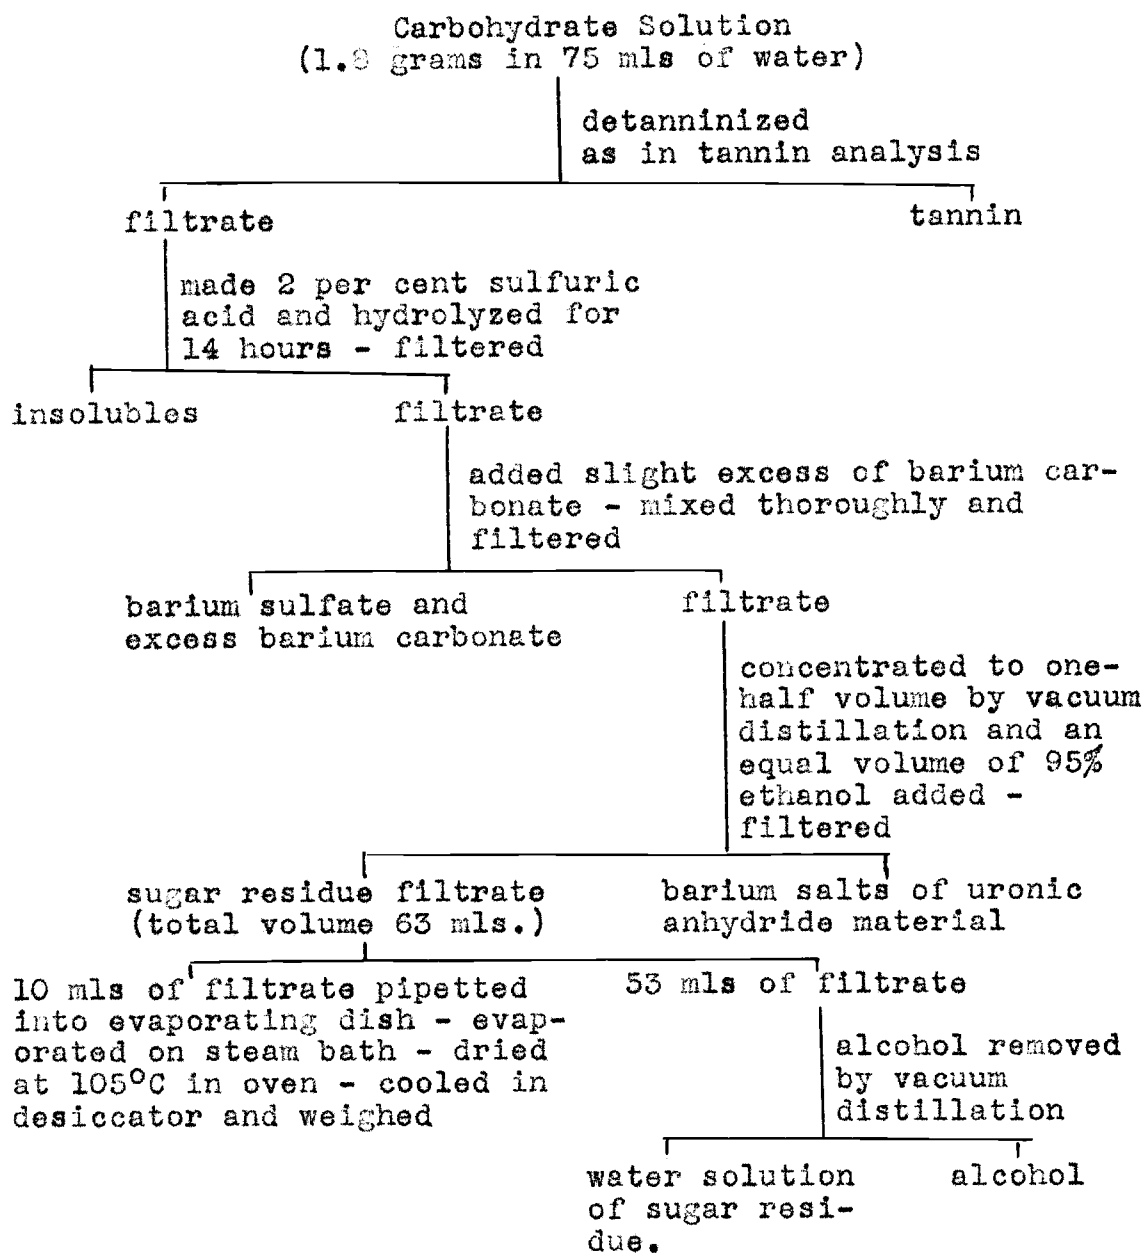 Carbohydrate Solution
(1.8 grams in 75 mls of water)
detanninized
as in tannin analysis
filtrate
tannin
made 2 per cent sulfuric
acid and hydrolyzed for
14 hours - filtered
insolubles
filtrate
added slight excess of barium car-
bonate - mixed thoroughly and
filtered
barium sulfate and
excess barium carbonate
filtrate
concentrated to one-
half volume by vacuum
distillation and an
equal volume of 95%
ethanol added -
filtered
sugar residue filtrate
(total volume 63 mls.)
barium salts of uronic
anhydride material
10 mls of filtrate pipetted
into evaporating dish - evap-
orated on steam bath - dried
at 105°C in oven - cooled in
desiccator and weighed
53 mls of filtrate
alcohol removed
by vacuum
distillation
water solution
of sugar resi-
due.
alcohol